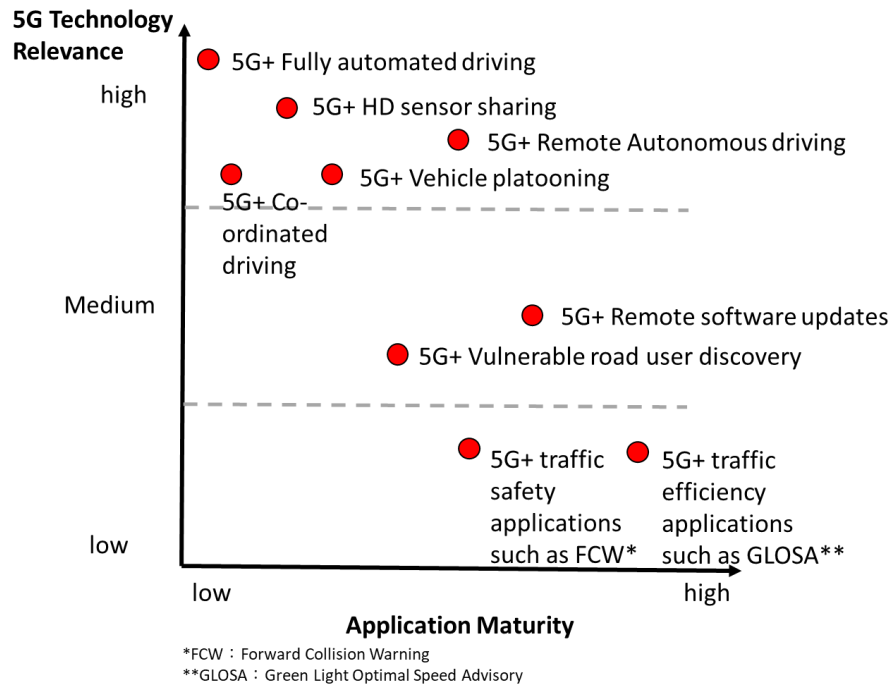 5G Technology
Relevance
high
5G+ Fully automated driving
5G+ HD sensor sharing
5G+ Remote Autonomous driving
5G+ Vehicle platooning
5G+ Co-
ordinated
driving
Medium
5G+ Remote software updates
5G+ Vulnerable road user discovery
5G+ traffic
safety
applications
such as FCW*
5G+ traffic
efficiency
applications
such as GLOSA**
low
low
high
Application Maturity
*FCW：Forward Collision Warning
**GLOSA：Green Light Optimal Speed Advisory